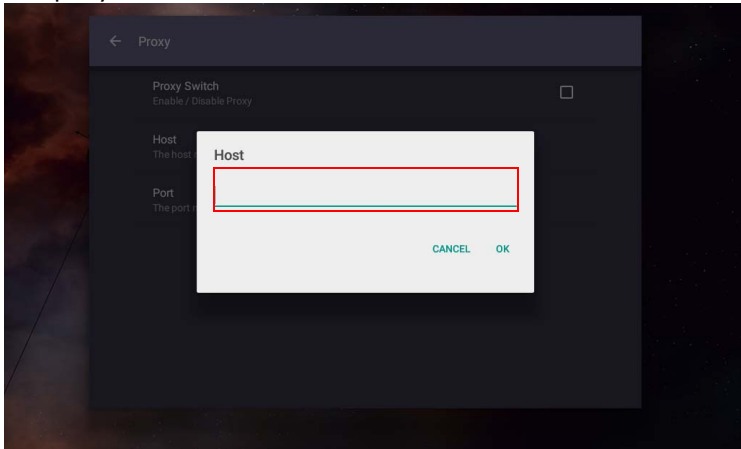 Proxy
Proxy Switch
Enable / Disable Proxy
Host
The host
Port
The port
Host
CANCEL OK